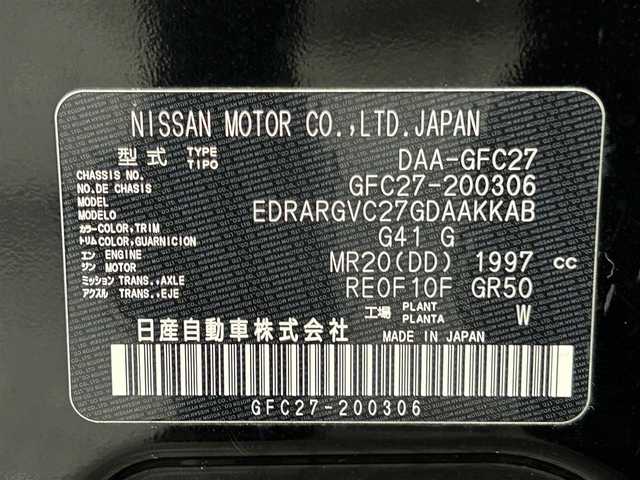 NISSAN MOTOR CO.,LTD.JAPAN
型式 TYPE TIPO DAA-GFC27
CHASSIS NO.
NO.DE CHASIS GFC27-200306
MODEL
MODELO EDRARGVC27GDAAKKAB
カラー COLOR,TRIM
トリム COLOR,GUARNICION G41 G
エン ENGINE
ジン MOTOR MR20(DD) 1997 cc
ミッション TRANS.,AXLE
アクスル TRANS.,EJE RE0F10F GR50
工場 PLANT PLANTA W
日産自動車株式会社 MADE IN JAPAN
GFC27-200306